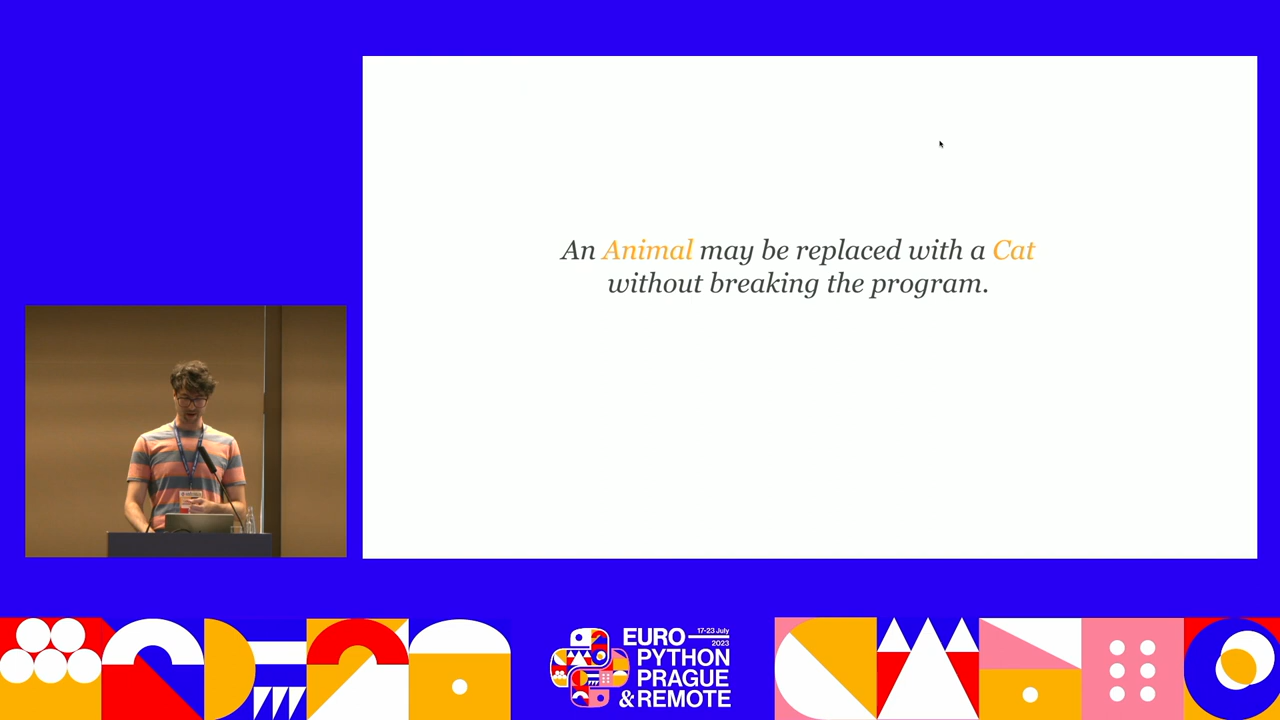 An Animal may be replaced with a Cat
without breaking the program.
EURO
17-23 July
2023
PYTHON
PRAGUE
& REMOTE